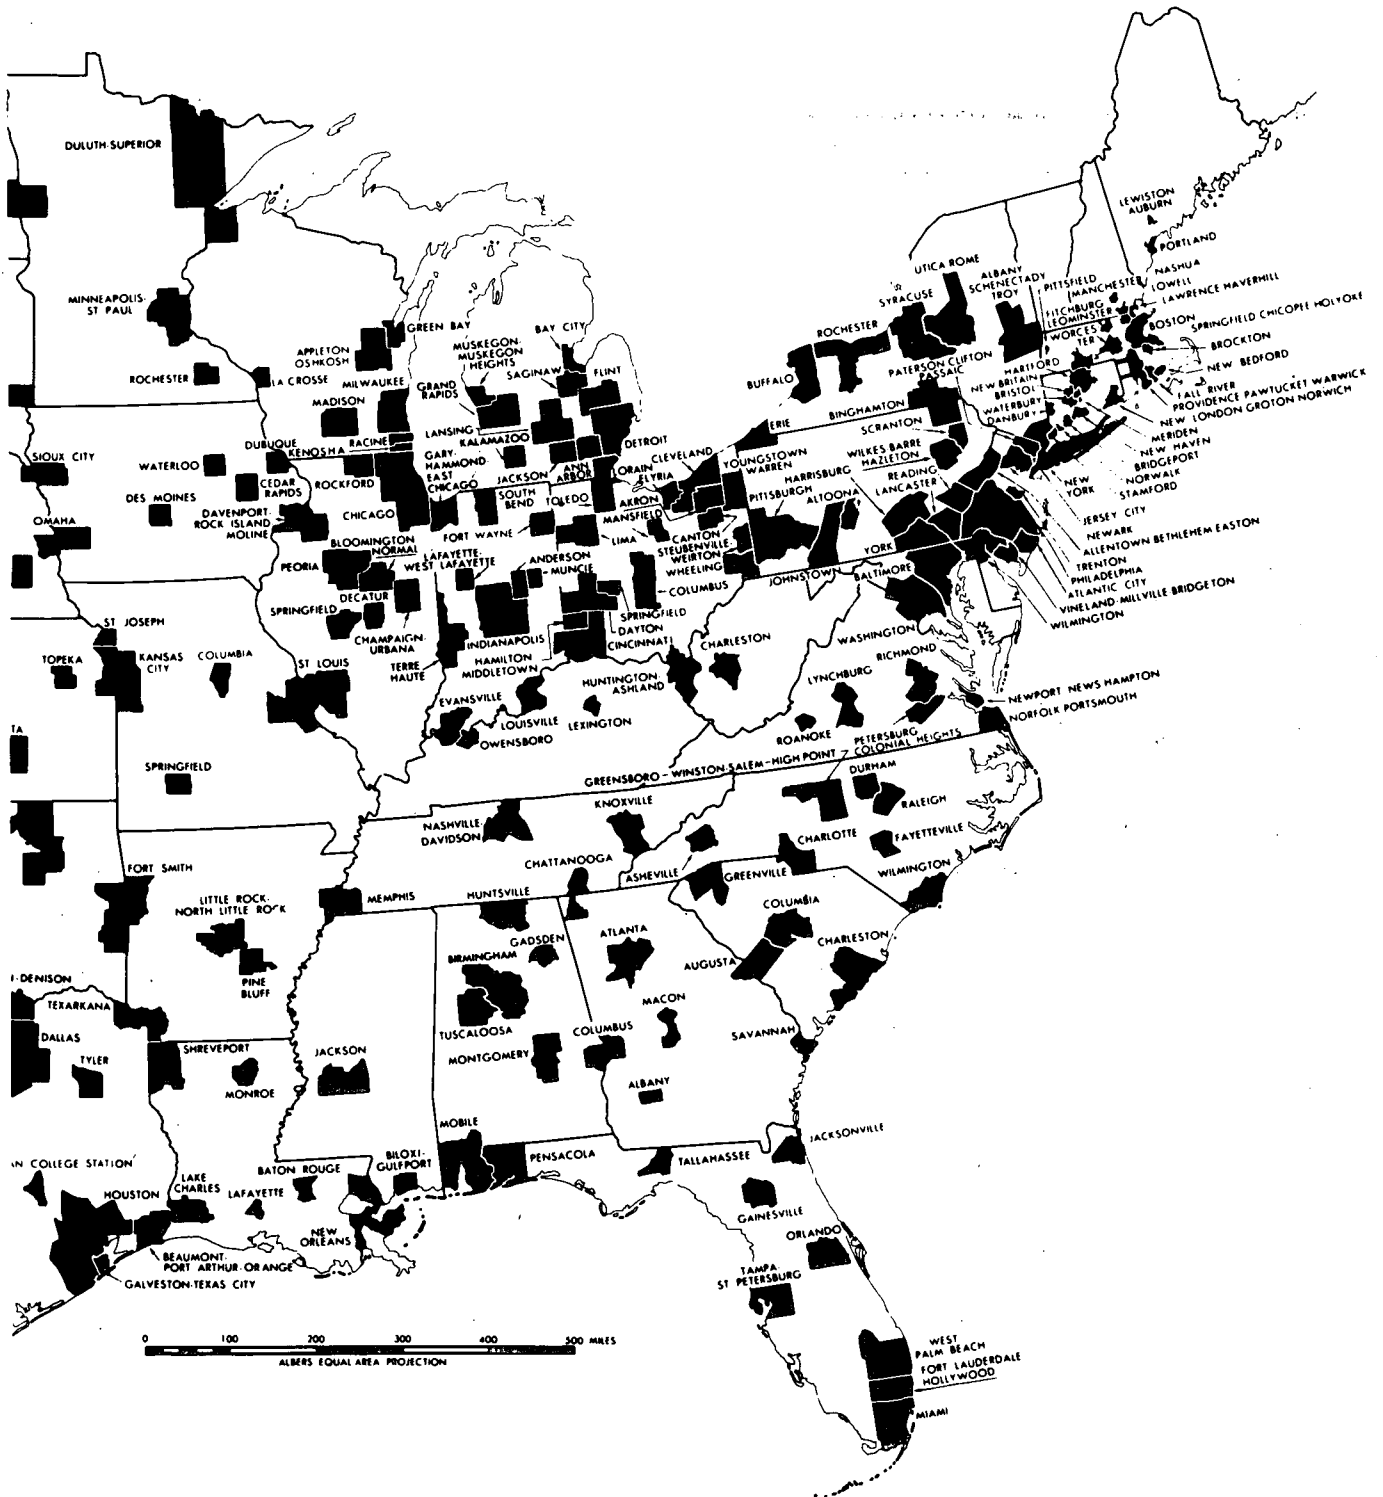 DULUTH-SUPERIOR
LEWISTON
AUBURN
PORTLAND
UTICA ROME
ALBANY
SCHENECTADY
TROY
PITTSFIELD
MANCHESTER
NASHUA
LOWELL
LAWRENCE HAVERHILL
FITCHBURG
LEOMINSTER
BOSTON
SPRINGFIELD CHICOPEE HOLYOKE
WORCES
TER
BROCKTON
SYRACUSE
ROCHESTER
MINNEAPOLIS-
ST PAUL
GREEN BAY
BAY CITY
APPLETON
OSHKOSH
MUSKEGON-
MUSKEGON
HEIGHTS
SAGINAW
FLINT
BUFFALO
PATERSON CLIFTON
PASSAIC
HARTFORD
NEW BRITAIN
BRISTOL
WATERBURY
DANBURY
NEW BEDFORD
FALL
RIVER
PROVIDENCE PAWTUCKET WARWICK
NEW LONDON GROTON NORWICH
MERIDEN
NEW HAVEN
BRIDGEPORT
NORWALK
STAMFORD
ROCHESTER
LA CROSSE
MILWAUKEE
GRAND
RAPIDS
MADISON
LANSING
KALAMAZOO
BINGHAMTON
ERIE
SCRANTON
DUBUQUE
RACINE
KENOSHA
DETROIT
CLEVELAND
YOUNGSTOWN
WARREN
WILKES BARRE
HAZLETON
SIOUX CITY
WATERLOO
GARY-
HAMMOND-
EAST
CHICAGO
JACKSON
ANN
ARBOR
LORAIN
ELYRIA
HARRISBURG
READING
LANCASTER
NEW
YORK
CEDAR
RAPIDS
ROCKFORD
DES MOINES
SOUTH
BEND
TOLEDO
AKRON
PITTSBURGH
ALTOONA
JERSEY CITY
NEWARK
ALLENTOWN BETHLEHEM EASTON
TRENTON
PHILADELPHIA
ATLANTIC CITY
VINELAND-MILLVILLE-BRIDGETON
WILMINGTON
DAVENPORT-
ROCK ISLAND
MOLINE
CHICAGO
MANSFIELD
OMAHA
FORT WAYNE
LIMA
CANTON
STEUBENVILLE-
WEIRTON
WHEELING
YORK
BLOOMINGTON
NORMAL
LAFAYETTE-
WEST LAFAYETTE
ANDERSON
MUNCIE
PEORIA
DECATUR
COLUMBUS
JOHNSTOWN
BALTIMORE
SPRINGFIELD
SPRINGFIELD
DAYTON
CINCINNATI
ST JOSEPH
CHAMPAIGN-
URBANA
INDIANAPOLIS
HAMILTON
MIDDLETOWN
TERRE
HAUTE
CHARLESTON
WASHINGTON
RICHMOND
TOPEKA
KANSAS
CITY
COLUMBIA
ST LOUIS
HUNTINGTON-
ASHLAND
LYNCHBURG
NEWPORT NEWS HAMPTON
NORFOLK PORTSMOUTH
EVANSVILLE
LOUISVILLE
LEXINGTON
OWENSBORO
ROANOKE
PETERSBURG
COLONIAL HEIGHTS
TA
SPRINGFIELD
GREENSBORO - WINSTON-SALEM - HIGH POINT
DURHAM
RALEIGH
KNOXVILLE
NASHVILLE-
DAVIDSON
CHARLOTTE
FAYETTEVILLE
CHATTANOOGA
ASHEVILLE
GREENVILLE
WILMINGTON
FORT SMITH
MEMPHIS
HUNTSVILLE
LITTLE ROCK-
NORTH LITTLE ROCK
COLUMBIA
CHARLESTON
GADSDEN
BIRMINGHAM
ATLANTA
AUGUSTA
PINE
BLUFF
-DENISON
TEXARKANA
MACON
TUSCALOOSA
COLUMBUS
SAVANNAH
DALLAS
TYLER
SHREVEPORT
JACKSON
MONTGOMERY
MONROE
ALBANY
MOBILE
JACKSONVILLE
AN COLLEGE STATION
BATON ROUGE
BILOXI-
GULFPORT
PENSACOLA
TALLAHASSEE
LAKE
CHARLES
LAFAYETTE
HOUSTON
GAINESVILLE
NEW
ORLEANS
ORLANDO
BEAUMONT-
PORT ARTHUR-ORANGE
GALVESTON-TEXAS CITY
TAMPA-
ST PETERSBURG
0 100 200 300 400 500 MILES
ALBERS EQUAL AREA PROJECTION
WEST
PALM BEACH
FORT LAUDERDALE
HOLLYWOOD
MIAMI